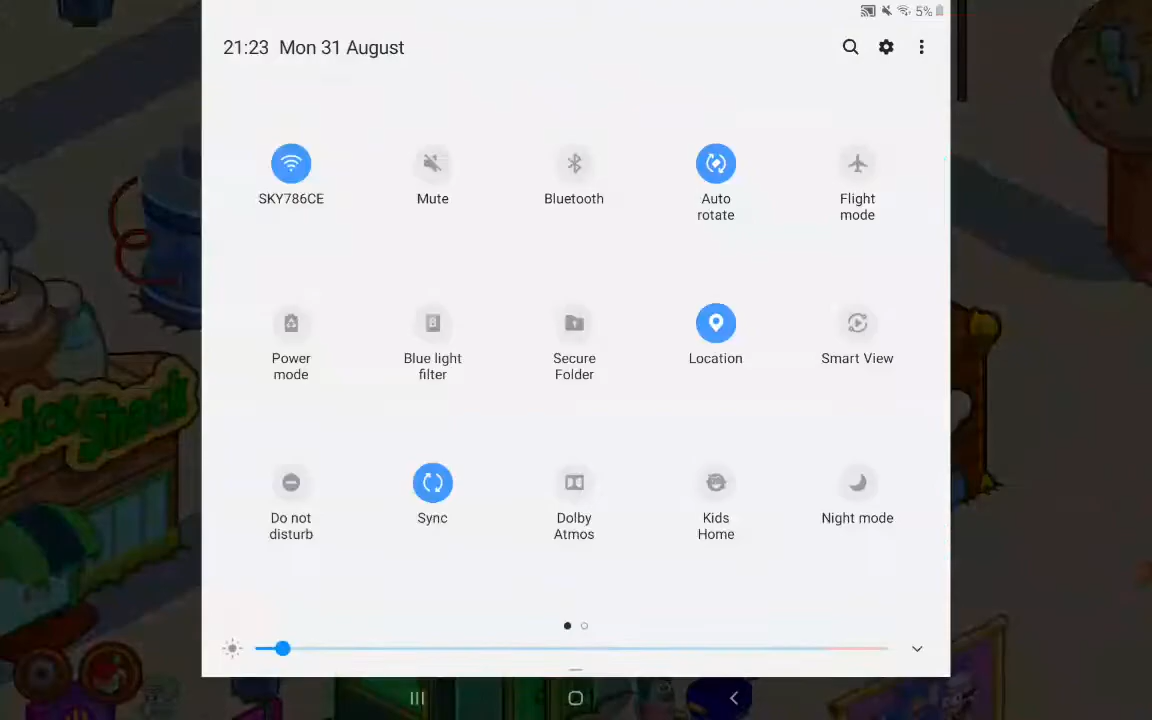 5%
21:23 Mon 31 August
SKY786CE
Mute
Bluetooth
Auto
rotate
Flight
mode
Power
mode
Blue light
filter
Secure
Folder
Location
Smart View
Do not
disturb
Sync
Dolby
Atmos
Kids
Home
Night mode
Shack